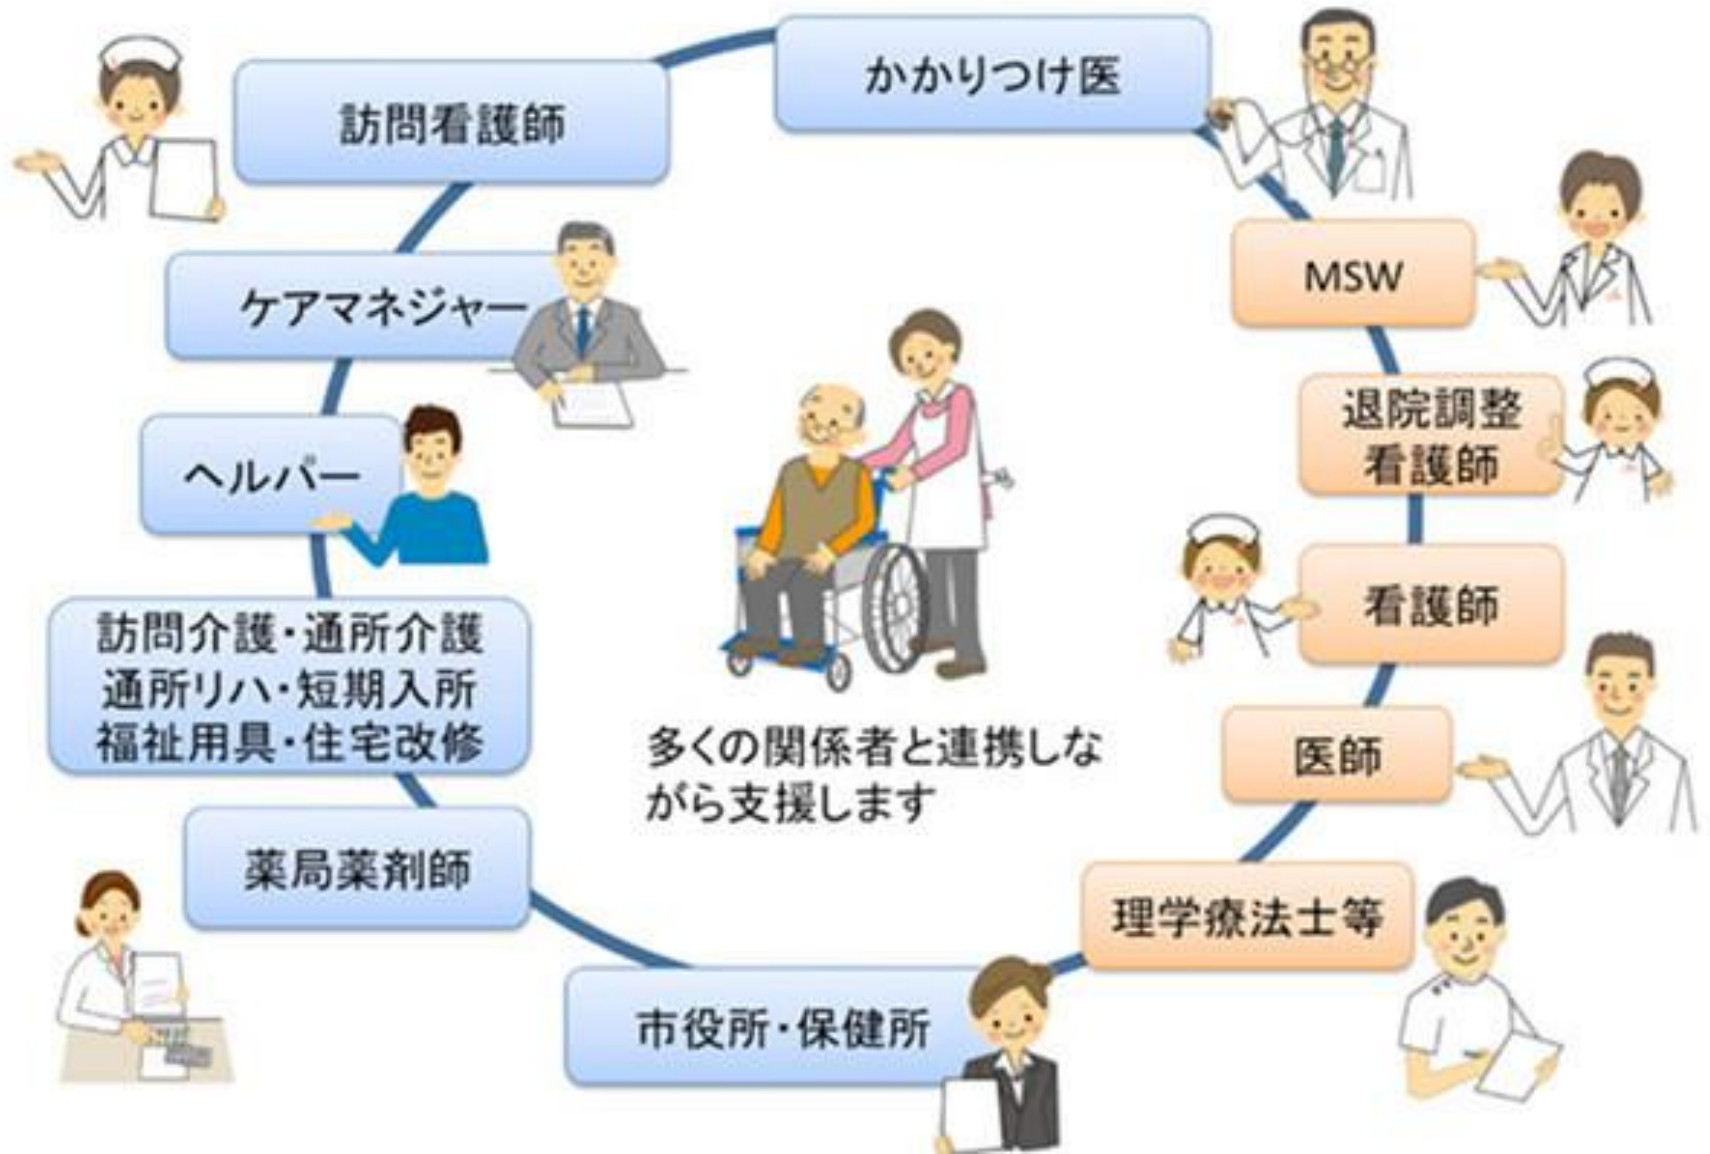 かかりつけ医
訪問看護師
MSW
ケアマネジャー
退院調整
看護師
ヘルパー
看護師
訪問介護・通所介護
通所リハ・短期入所
福祉用具・住宅改修
多くの関係者と連携しな
がら支援します
医師
薬局薬剤師
理学療法士等
市役所・保健所